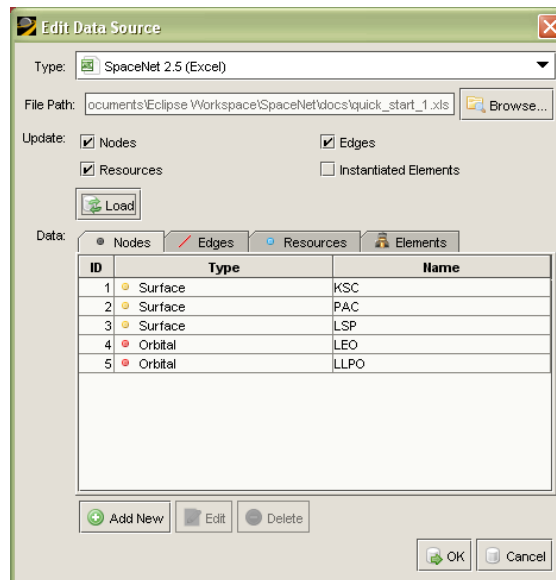 Edit Data Source
Type: SpaceNet 2.5 (Excel)
File Path: ocuments\Eclipse Workspace\SpaceNet\docs\quick_start_1.xls Browse...
Update: Nodes Edges
Resources Instantiated Elements
Load
Data: Nodes Edges Resources Elements
ID Type Name
1 Surface KSC
2 Surface PAC
3 Surface LSP
4 Orbital LEO
5 Orbital LLPO
Add New Edit Delete
OK Cancel